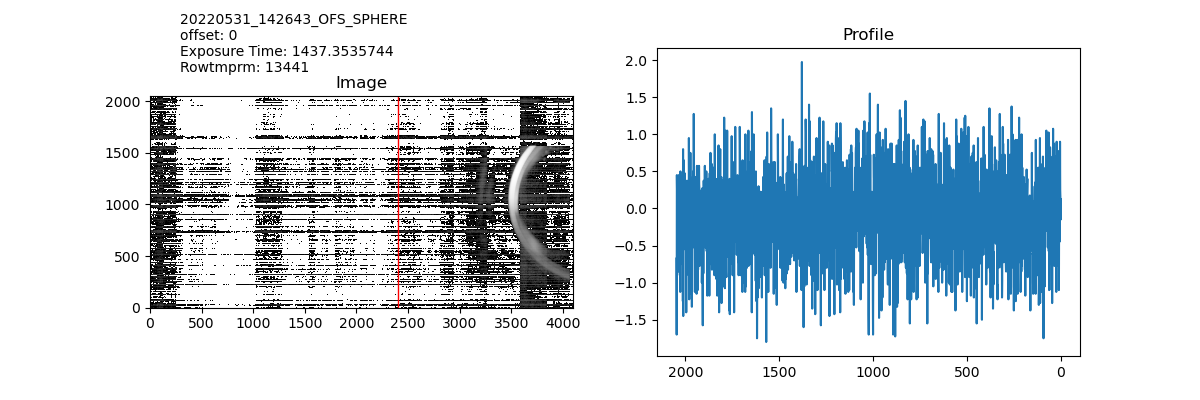 20220531_142643_OFS_SPHERE
offset: 0
Exposure Time: 1437.3535744
Rowtmprm: 13441
Image
Profile
2000
1500
1000
500
0
0 500 1000 1500 2000 2500 3000 3500 4000
2.0
1.5
1.0
0.5
0.0
−0.5
−1.0
−1.5
2000 1500 1000 500 0